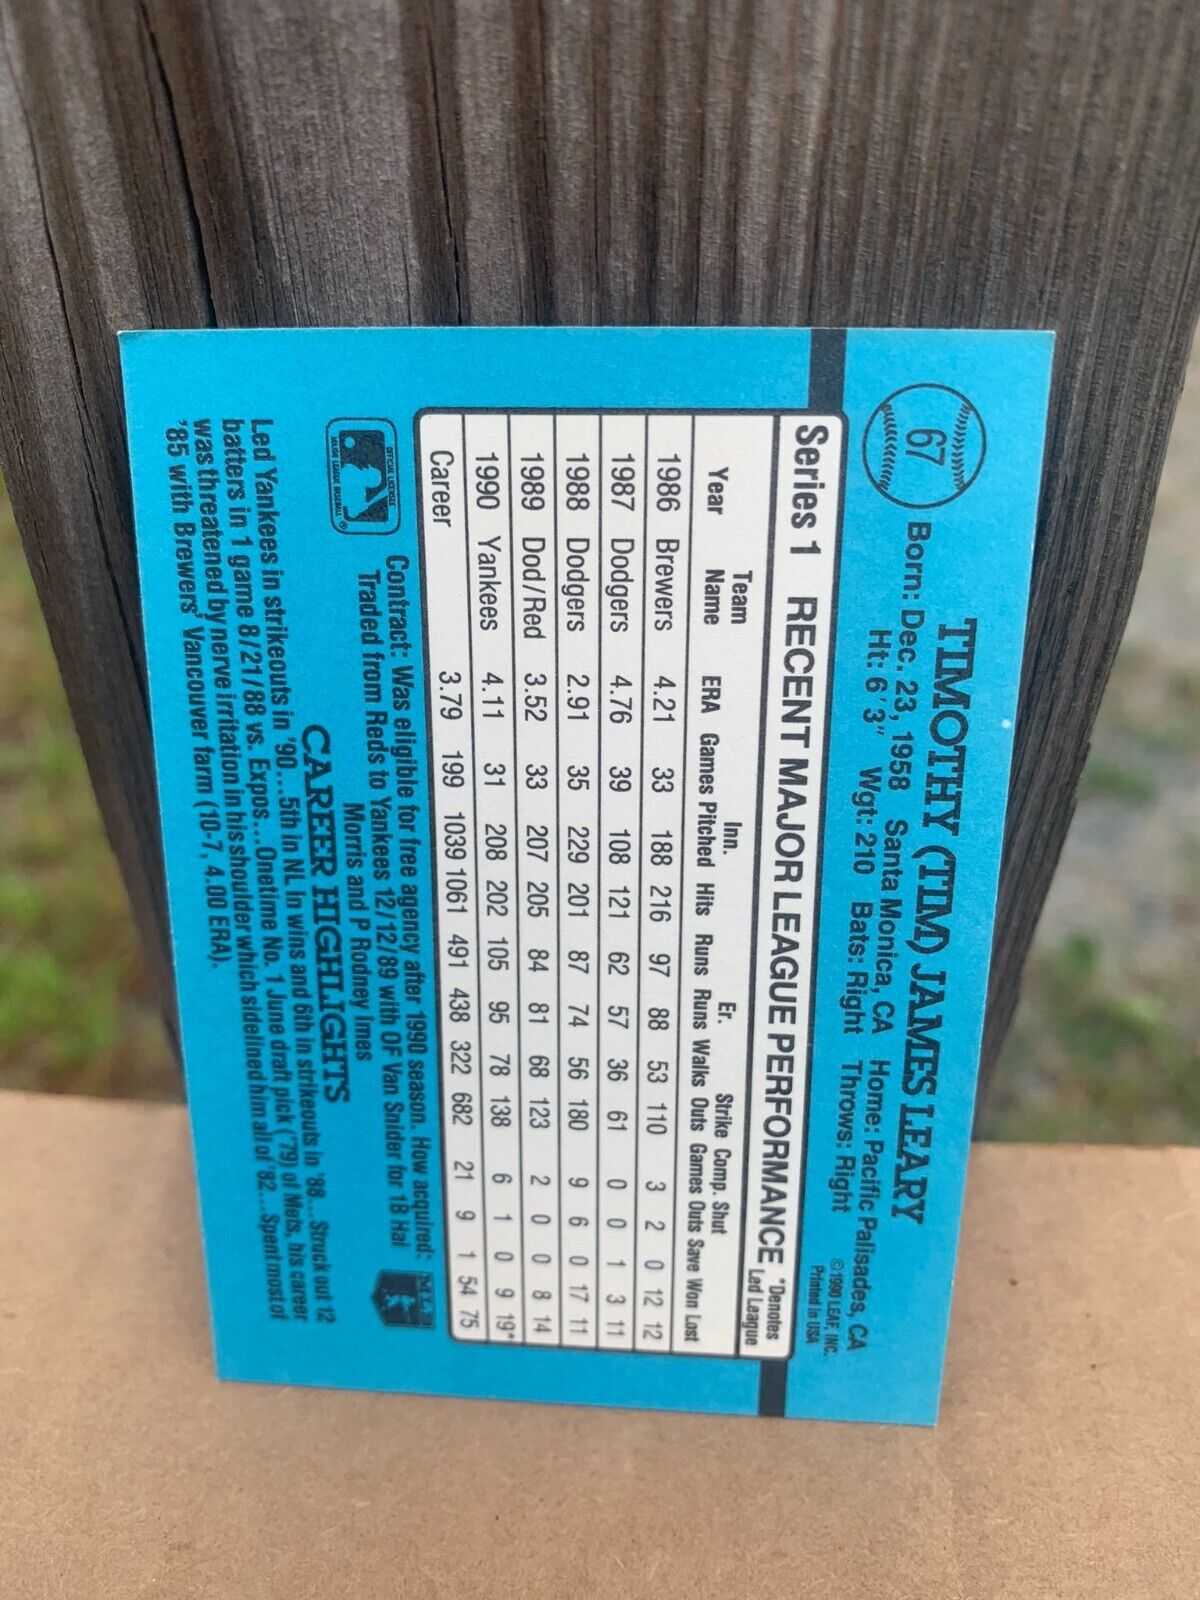 67
TIMOTHY (TIM) JAMES LEARY
Born: Dec. 23, 1958 Santa Monica, CA Home: Pacific Palisades, CA
Ht: 6'3" Wgt: 210 Bats: Right Throws: Right
©1990 LEAF, INC.
Printed in USA
Series 1 RECENT MAJOR LEAGUE PERFORMANCE *Denotes Led League
Team Inn. Er. Strike Comp. Shut
Year Name ERA Games Pitched Hits Runs Runs Walks Outs Games Outs Save Won Lost
1986 Brewers 4.21 33 188 216 97 88 53 110 3 2 0 12 12
1987 Dodgers 4.76 39 108 121 62 57 36 61 0 0 1 3 11
1988 Dodgers 2.91 35 229 201 87 74 56 180 9 6 0 17 11
1989 Dod/Red 3.52 33 207 205 84 81 68 123 2 0 0 8 14
1990 Yankees 4.11 31 208 202 105 95 78 138 6 1 0 9 19*
Career 3.79 199 1039 1061 491 438 322 682 21 9 1 54 75
OFFICIAL LICENSEE
MAJOR LEAGUE BASEBALL
®
Contract: Was eligible for free agency after 1990 season. How acquired:
Traded from Reds to Yankees 12/12/89 with OF Van Snider for 1B Hal
Morris and P Rodney Imes
CAREER HIGHLIGHTS
Led Yankees in strikeouts in '90...5th in NL in wins and 6th in strikeouts in '88...Struck out 12
batters in 1 game 8/21/88 vs. Expos...Onetime No. 1 June draft pick ('79) of Mets, his career
was threatened by nerve irritation in his shoulder which sidelined him all of '82...Spent most of
'85 with Brewers' Vancouver farm (10-7, 4.00 ERA).